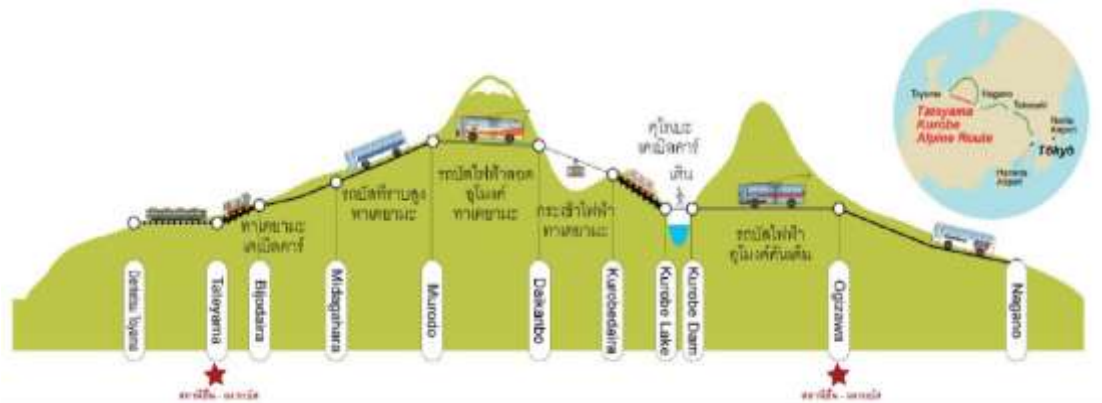 Toyama
Nagano
Takasaki
Tateyama
Kurobe
Alpine Route
Narita
Airport
Tōkyō
Haneda
Airport
คุโรเบะ
เคเบิลคาร์
เดิน
รถบัสไฟฟ้าลอด
อุโมงค์
ทาเตยามะ
รถบัสที่ราบสูง
ทาเตยามะ
กระเช้าไฟฟ้า
ทาเตยามะ
ทาเตยามะ
เคเบิลคาร์
รถบัสไฟฟ้า
อุโมงค์คันเด็น
Dentetsu Toyama
Tateyama
Bijodaira
Midagahara
Murodo
Daikanbo
Kurobedaira
Kurobe Lake
Kurobe Dam
Ogizawa
Nagano